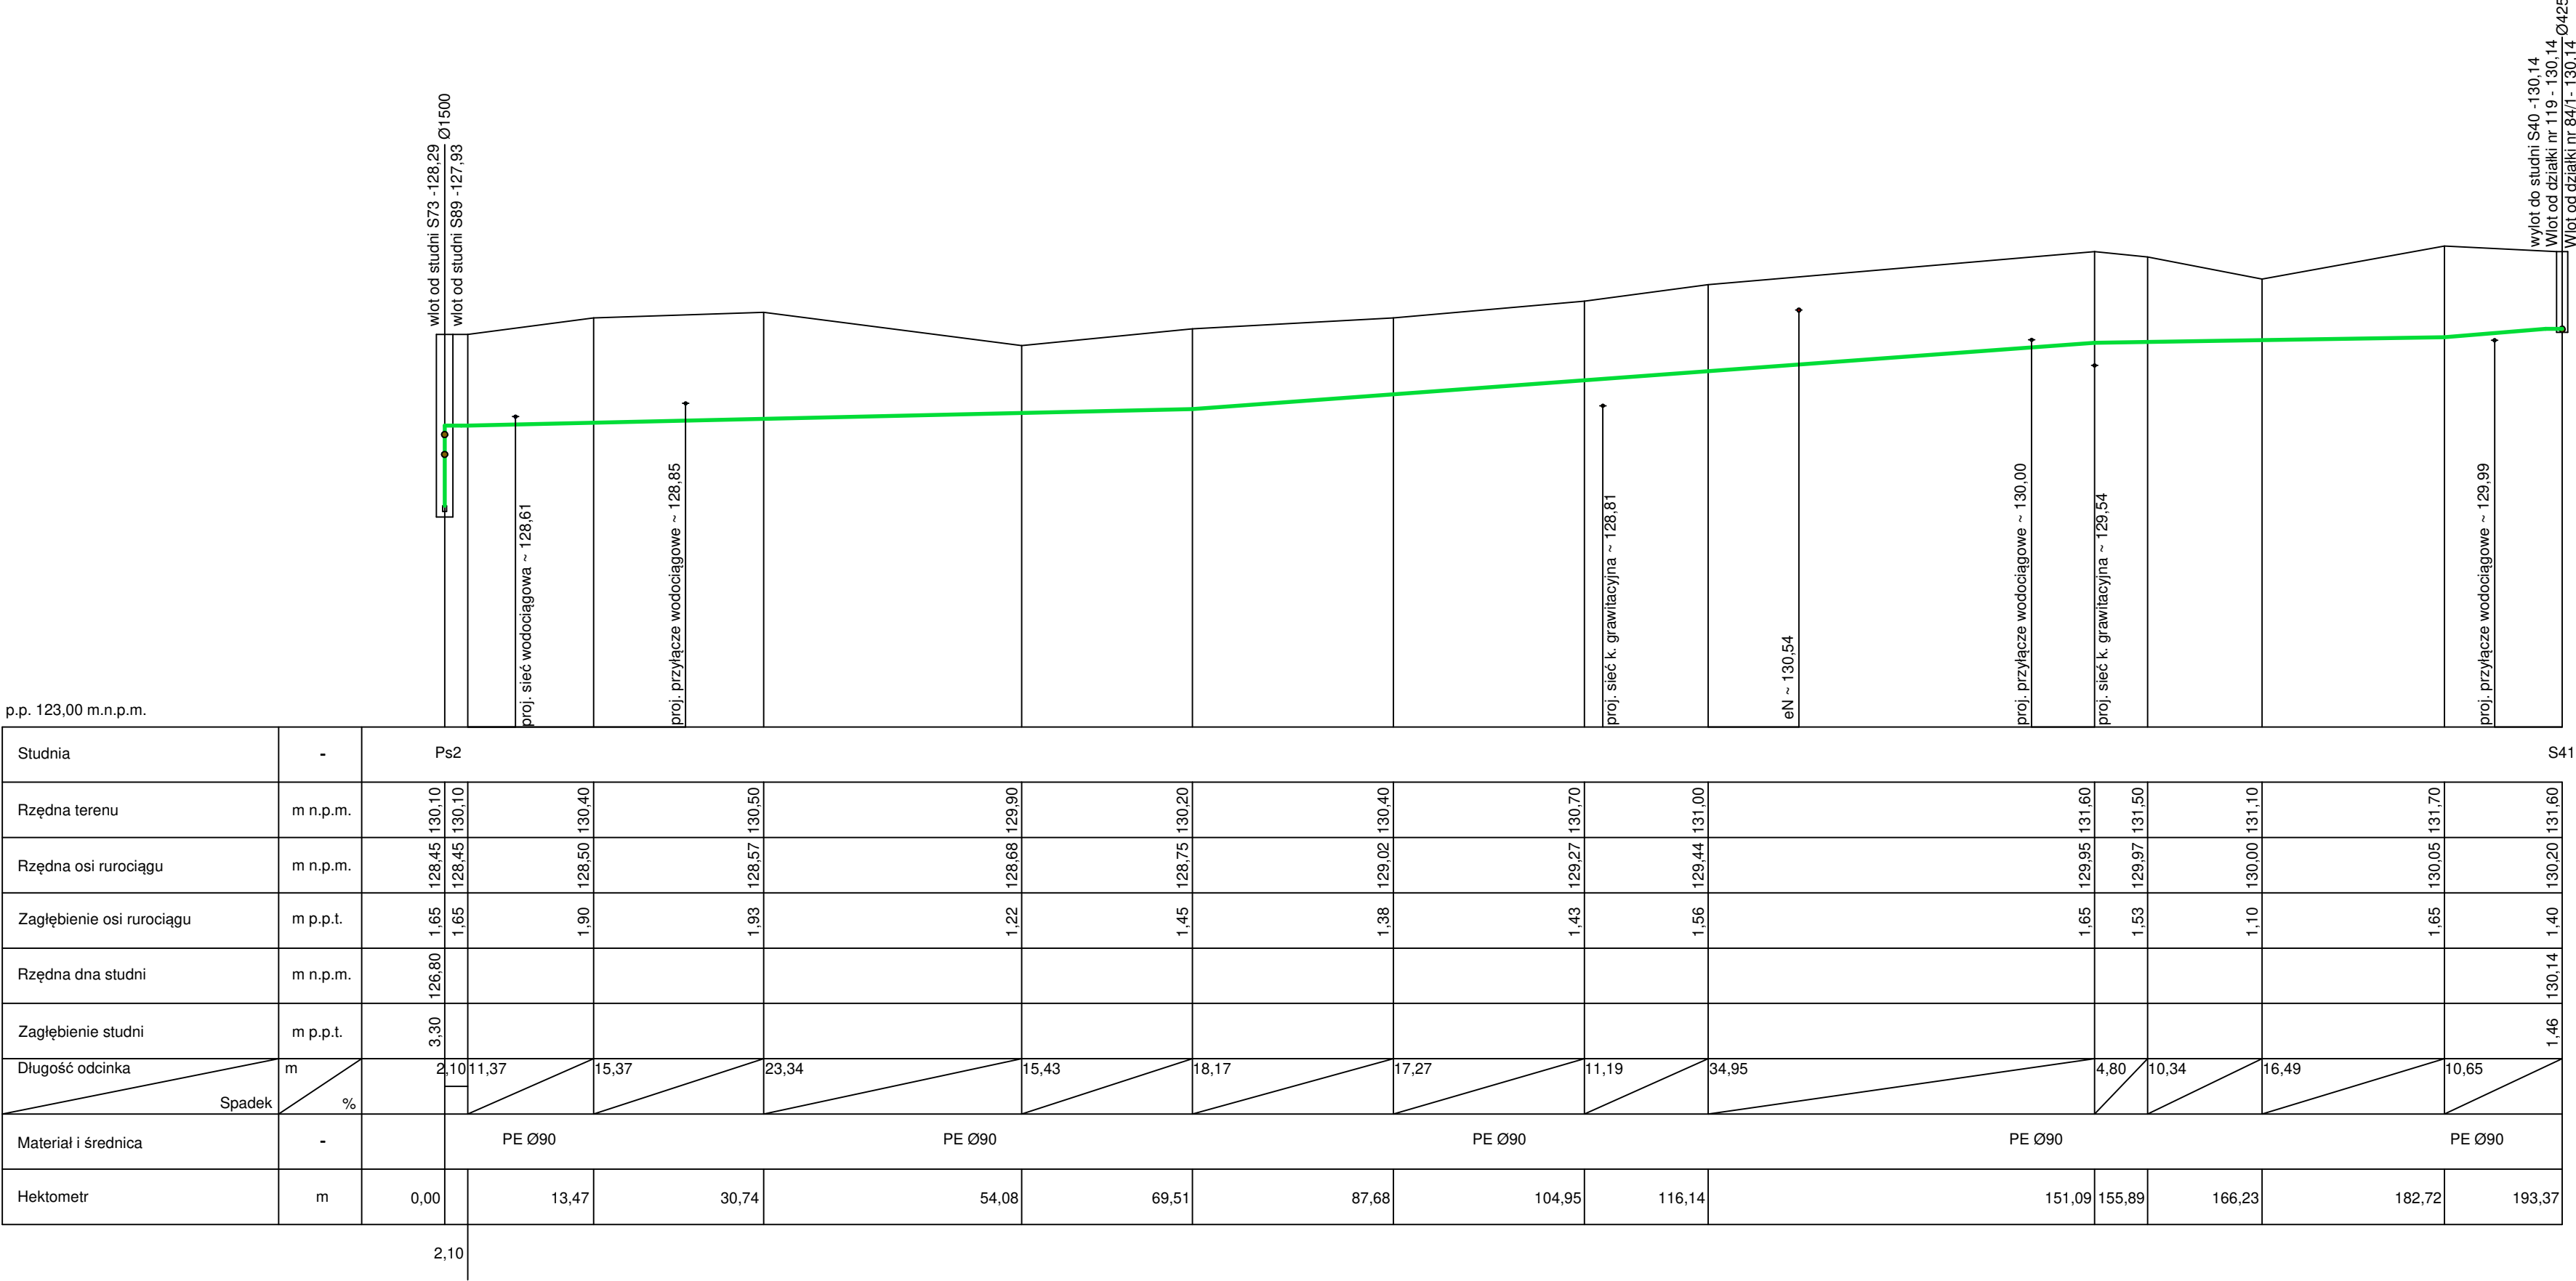 wlot od studni S73 -128,29
Ø1500
wlot od studni S89 -127,93
wylot do studni S40 -130,14
Wlot od działki nr 119 - 130,14
Ø425
Wlot od działki nr 84/1- 130,14
proj. sieć wodociągowa ~ 128,61
proj. przyłącze wodociągowe ~ 128,85
proj. sieć k. grawitacyjna ~ 128,81
eN ~ 130,54
proj. przyłącze wodociągowe ~ 130,00
proj. sieć k. grawitacyjna ~ 129,54
proj. przyłącze wodociągowe ~ 129,99
p.p. 123,00 m.n.p.m.
Studnia - Ps2 S41
Rzędna terenu m n.p.m. 130,10 130,10 130,40 130,50 129,90 130,20 130,40 130,70 131,00 131,60 131,50 131,10 131,70 131,60
Rzędna osi rurociągu m n.p.m. 128,45 128,45 128,50 128,57 128,68 128,75 129,02 129,27 129,44 129,95 129,97 130,00 130,05 130,20
Zagłębienie osi rurociągu m p.p.t. 1,65 1,65 1,90 1,93 1,22 1,45 1,38 1,43 1,56 1,65 1,53 1,10 1,65 1,40
Rzędna dna studni m n.p.m. 126,80 130,14
Zagłębienie studni m p.p.t. 3,30 1,46
Długość odcinka m 2,10 11,37 15,37 23,34 15,43 18,17 17,27 11,19 34,95 4,80 10,34 16,49 10,65
Spadek %
Materiał i średnica - PE Ø90 PE Ø90 PE Ø90 PE Ø90 PE Ø90
Hektometr m 0,00 13,47 30,74 54,08 69,51 87,68 104,95 116,14 151,09 155,89 166,23 182,72 193,37
2,10